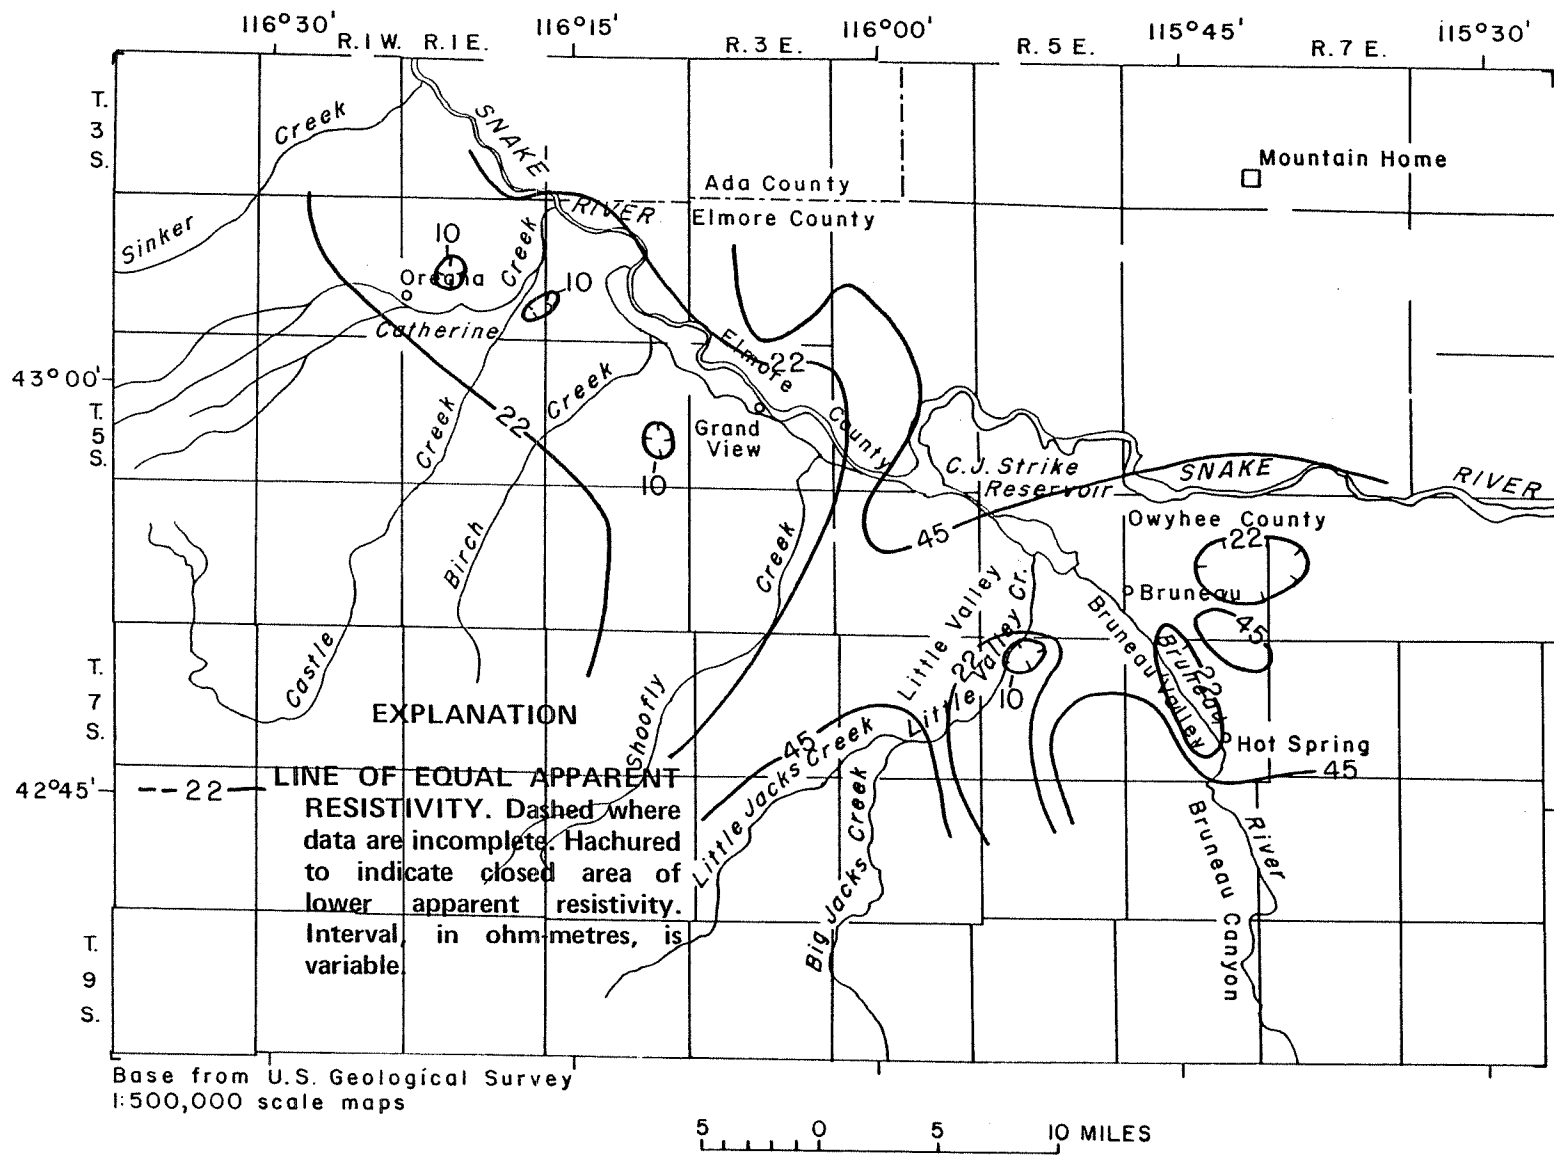 116°30' 116°15' 116°00' 115°45' 115°30'
R.1 W. R.1 E. R.3 E. R.5 E. R.7 E.
T.
3
S.
Creek
SNAKE
Mountain Home
Ada County
RIVER
Elmore County
Sinker
10
Creek
Oreana
10
Catherine
Elmore
22
43°00'
T.
5
S.
Creek
22
Creek
Grand
View
County
10
C.J. Strike
Reservoir
SNAKE
RIVER
45
Owyhee County
22
Birch
Creek
Little Valley
Little Valley Cr.
Bruneau
Bruneau Valley
45
T.
7
S.
Castle
22
10
22
Bruneau Valley
EXPLANATION
Shoofly
45
Little Jacks Creek
Hot Spring
45
42°45'
22
LINE OF EQUAL APPARENT
RESISTIVITY. Dashed where
data are incomplete. Hachured
to indicate closed area of
lower apparent resistivity.
Interval, in ohm-metres, is
variable.
Big Jacks Creek
Bruneau Canyon
River
T.
9
S.
Base from U.S. Geological Survey
1:500,000 scale maps
5 0 5 10 MILES